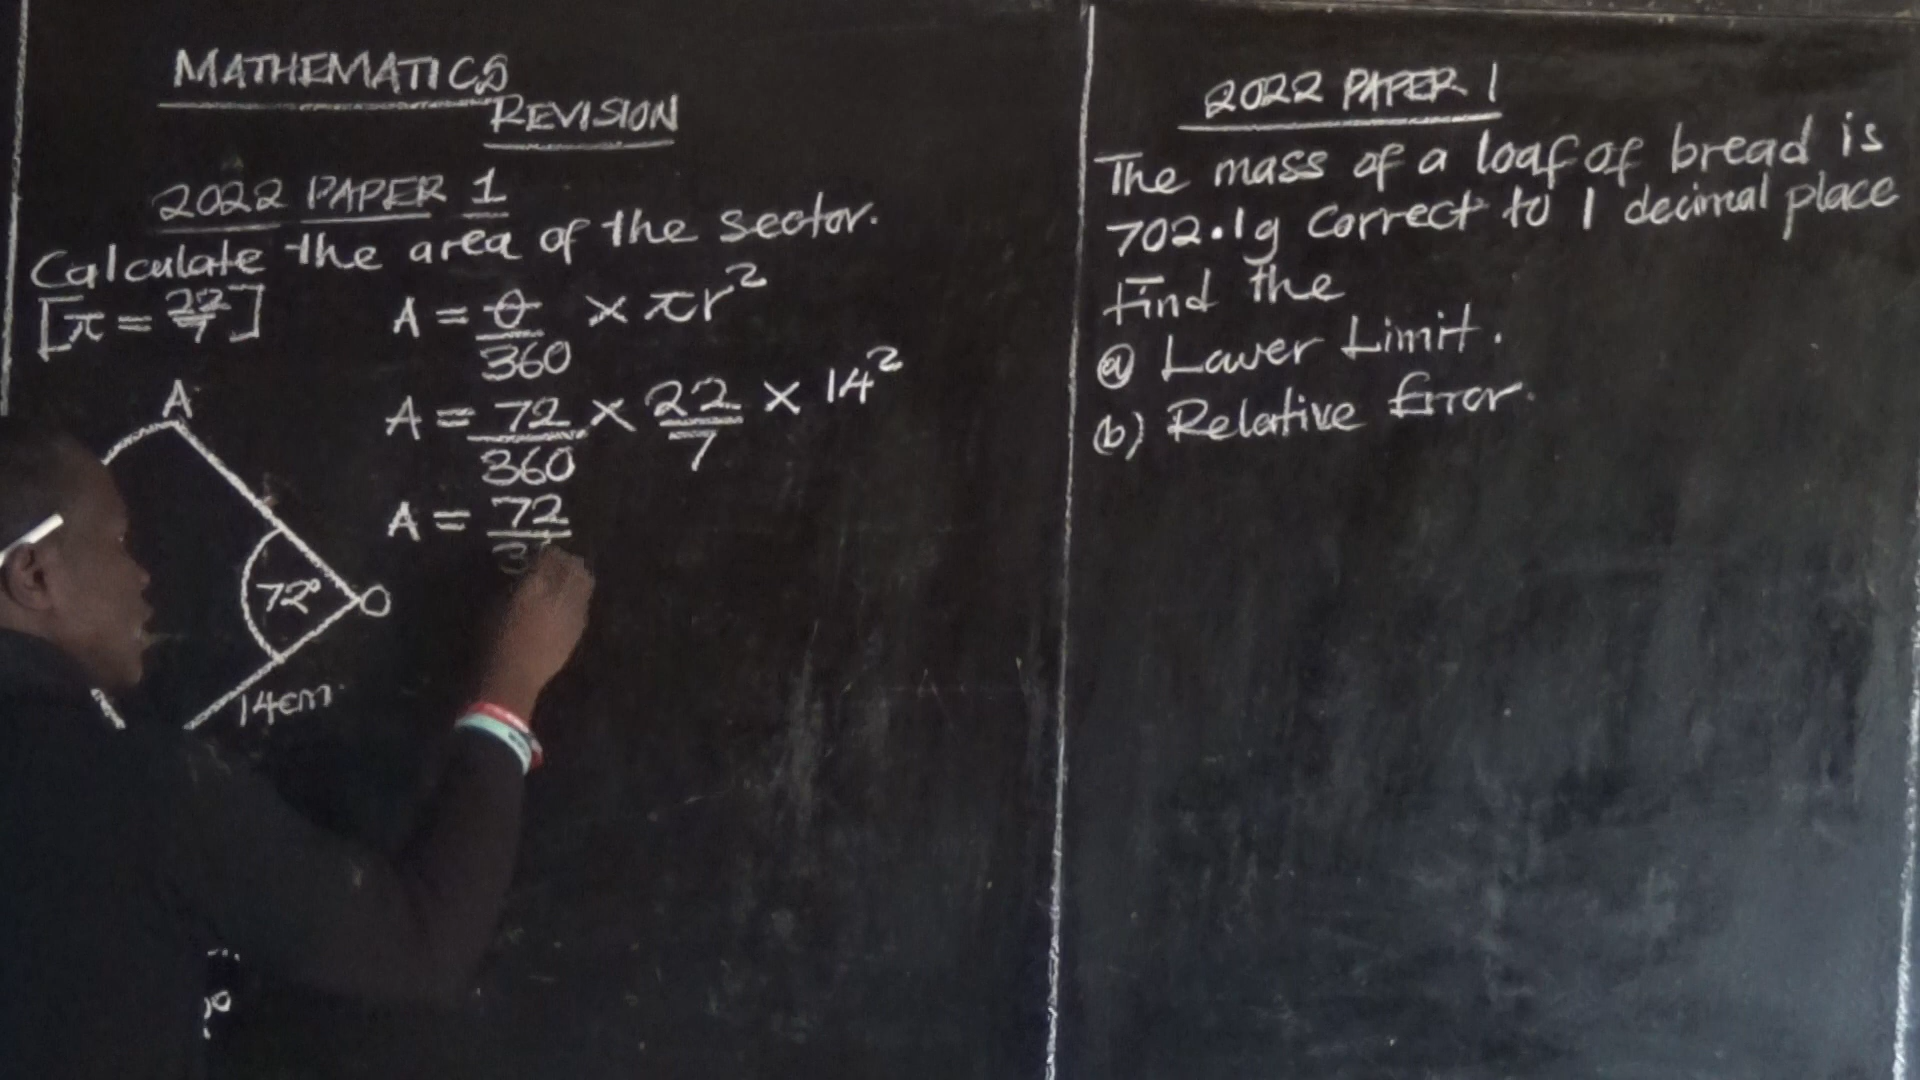 MATHEMATICS
REVISION
2022 PAPER 1
Calculate the area of the sector.
[π = 22/7]
A = θ/360 × πr²
A = 72/360 × 22/7 × 14²
A = 72/3
A
72°
O
14cm
2022 PAPER 1
The mass of a loaf of bread is
702.1g correct to 1 decimal place
Find the
(a) Lower Limit.
(b) Relative Error.